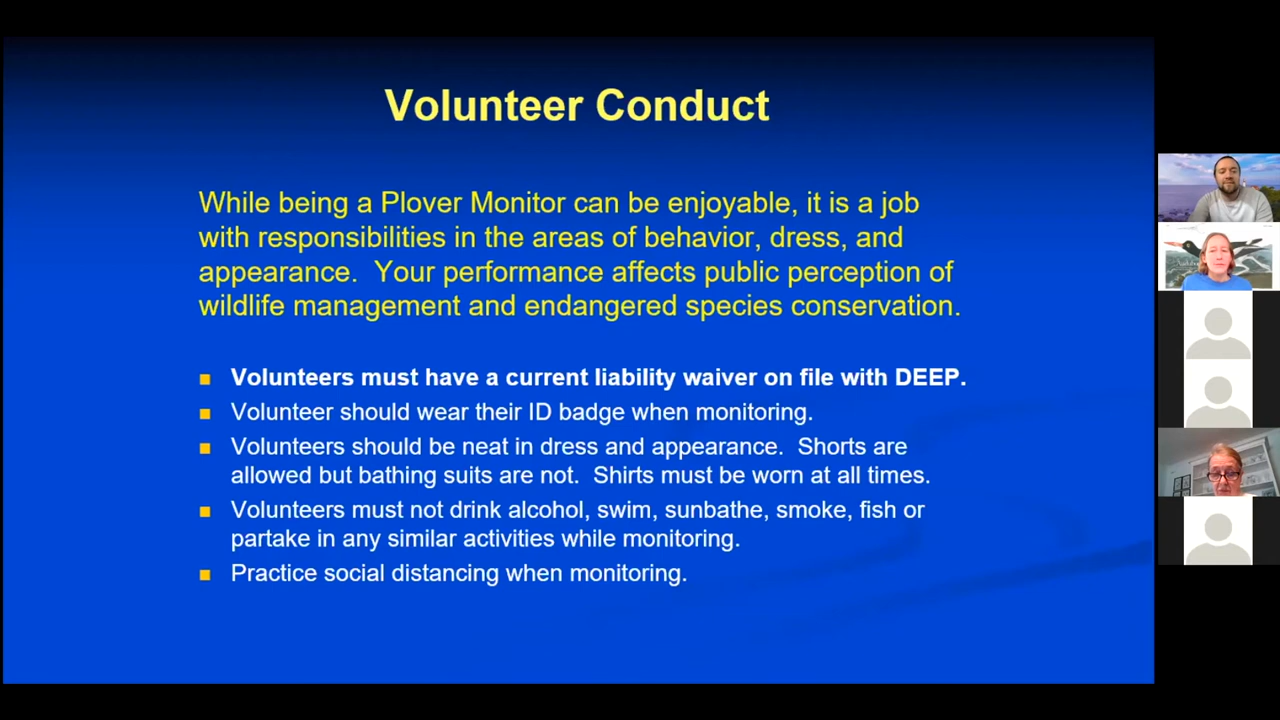 Volunteer Conduct
While being a Plover Monitor can be enjoyable, it is a job
with responsibilities in the areas of behavior, dress, and
appearance.  Your performance affects public perception of
wildlife management and endangered species conservation.
Volunteers must have a current liability waiver on file with DEEP.
Volunteer should wear their ID badge when monitoring.
Volunteers should be neat in dress and appearance.  Shorts are
allowed but bathing suits are not.  Shirts must be worn at all times.
Volunteers must not drink alcohol, swim, sunbathe, smoke, fish or
partake in any similar activities while monitoring.
Practice social distancing when monitoring.